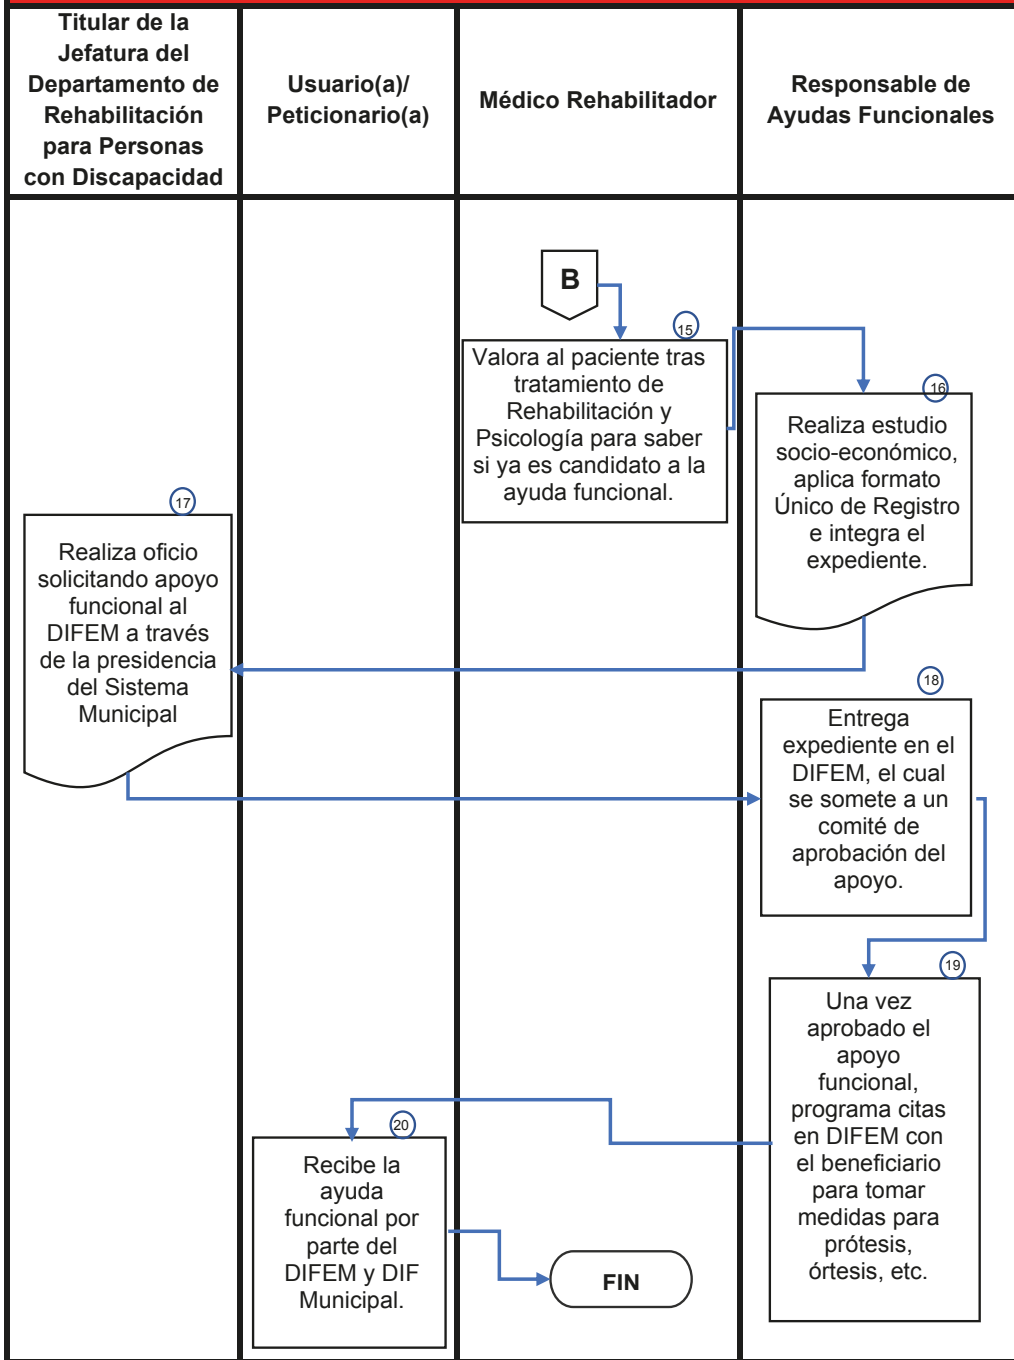 Titular de la
Jefatura del
Departamento de
Rehabilitación
para Personas
con Discapacidad
Usuario(a)/
Peticionario(a)
Médico Rehabilitador
Responsable de
Ayudas Funcionales
B
15
Valora al paciente tras
tratamiento de
Rehabilitación y
Psicología para saber
si ya es candidato a la
ayuda funcional.
16
Realiza estudio
socio-económico,
aplica formato
Único de Registro
e integra el
expediente.
17
Realiza oficio
solicitando apoyo
funcional al
DIFEM a través
de la presidencia
del Sistema
Municipal
18
Entrega
expediente en el
DIFEM, el cual
se somete a un
comité de
aprobación del
apoyo.
19
Una vez
aprobado el
apoyo
funcional,
programa citas
en DIFEM con
el beneficiario
para tomar
medidas para
prótesis,
órtesis, etc.
20
Recibe la
ayuda
funcional por
parte del
DIFEM y DIF
Municipal.
FIN